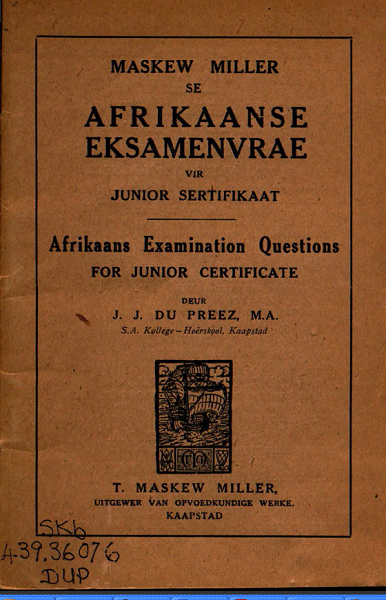 MASKEW MILLER
SE
AFRIKAANSE
EKSAMENVRAE
VIR
JUNIOR SERTIFIKAAT
Afrikaans Examination Questions
FOR JUNIOR CERTIFICATE
DEUR
J. J. DU PREEZ, M.A.
S.A. Kollege—Hoërskool, Kaapstad
T. MASKEW MILLER,
UITGEWER VAN OPVOEDKUNDIGE WERKE,
KAAPSTAD
SKb
4-39.36076
DUP